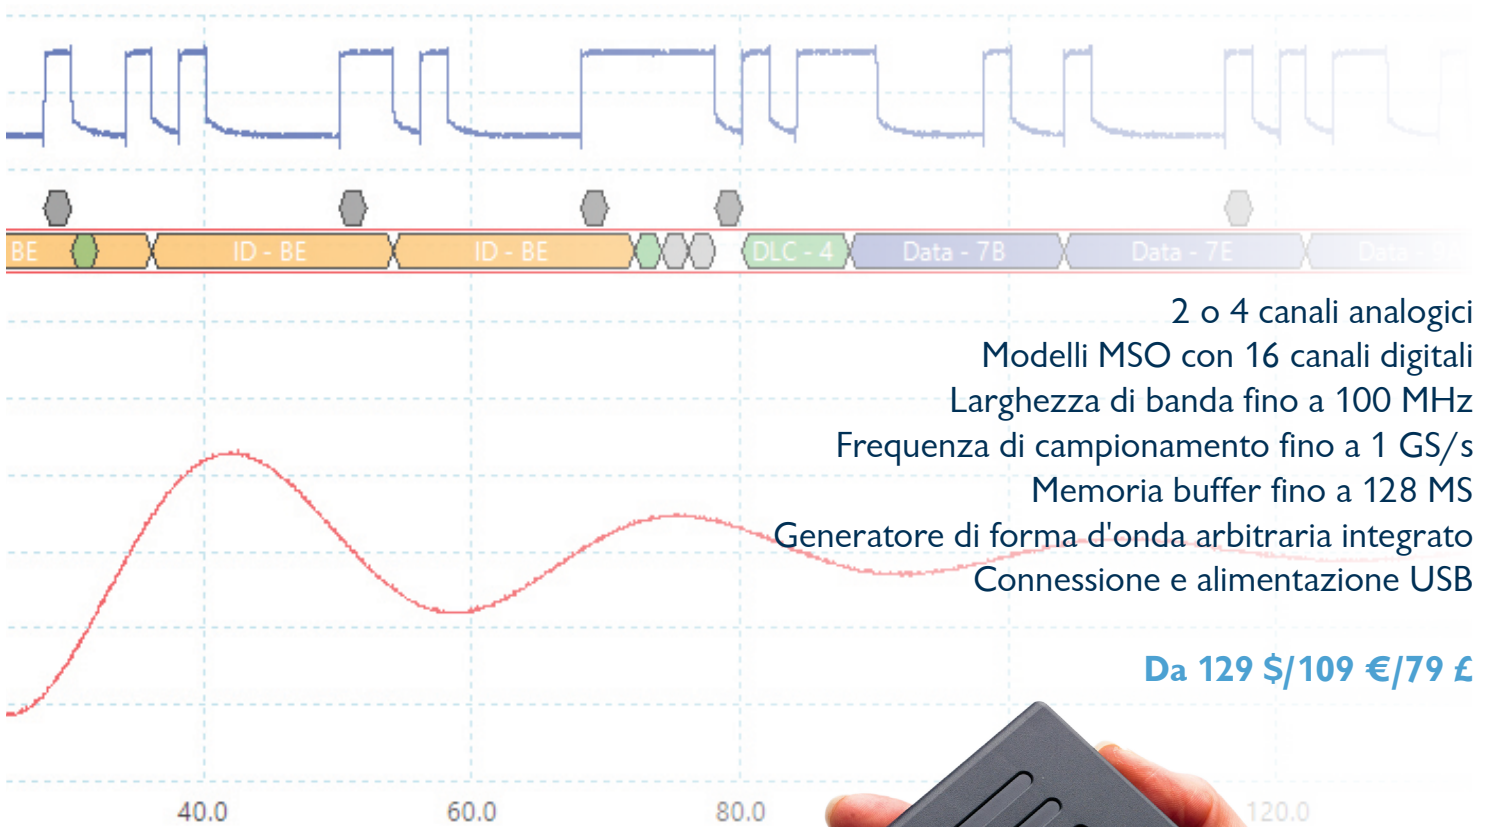 BE ID - BE ID - BE DLC - 4 Data - 7B Data - 7E Data - 9A
2 o 4 canali analogici
Modelli MSO con 16 canali digitali
Larghezza di banda fino a 100 MHz
Frequenza di campionamento fino a 1 GS/s
Memoria buffer fino a 128 MS
Generatore di forma d'onda arbitraria integrato
Connessione e alimentazione USB
Da 129 $/109 €/79 £
40.0 60.0 80.0 120.0